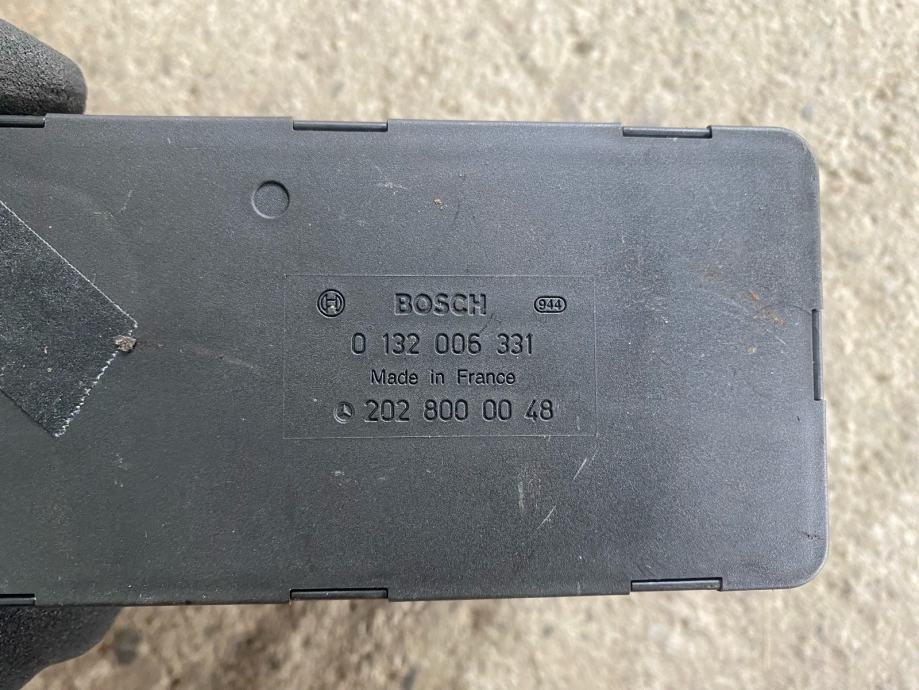 BOSCH 944
0 132 006 331
Made in France
202 800 00 48